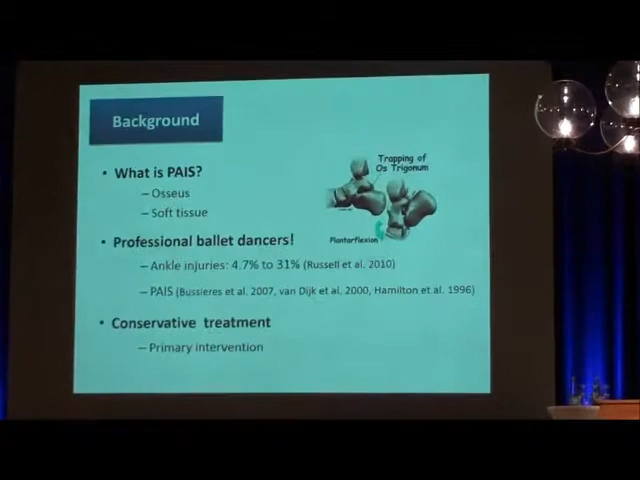 Background
• What is PAIS?
– Osseus
– Soft tissue
Trapping of
Os Trigonum
Plantarflexion
• Professional ballet dancers!
– Ankle injuries: 4.7% to 31% (Russell et al. 2010)
– PAIS (Bussieres et al. 2007, van Dijk et al. 2000, Hamilton et al. 1996)
• Conservative treatment
– Primary intervention